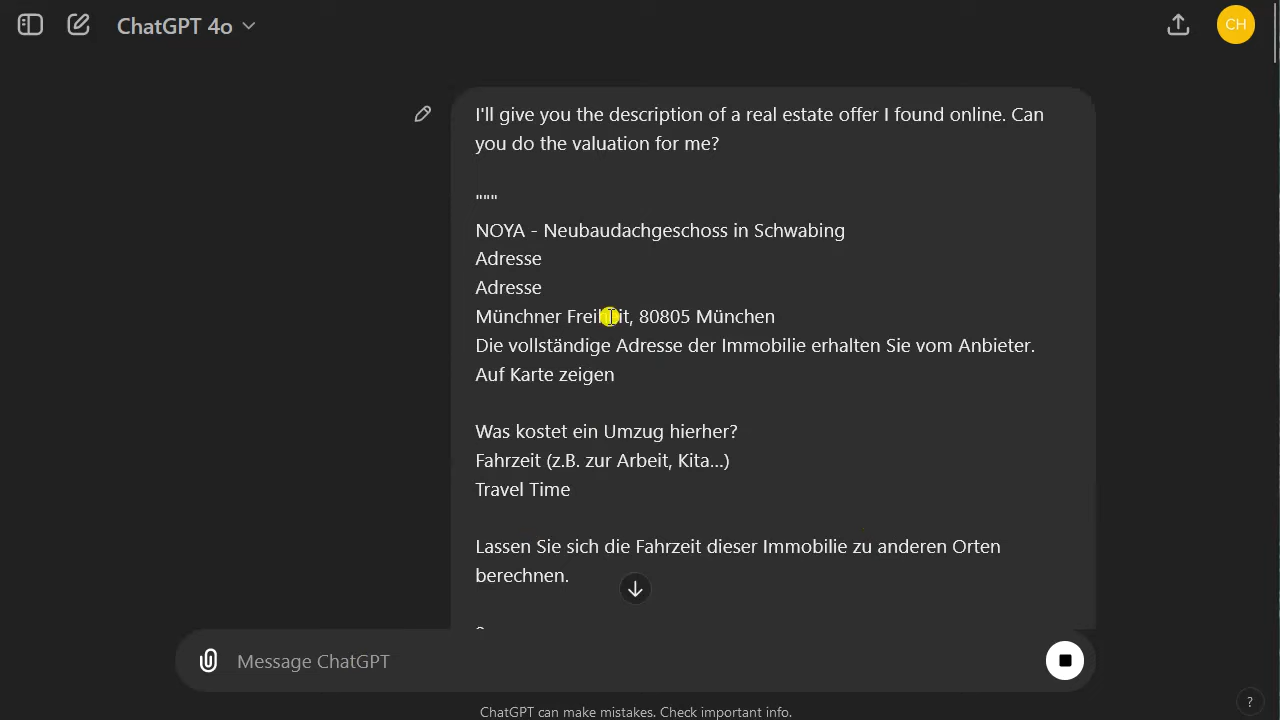 ChatGPT 4o
CH
I'll give you the description of a real estate offer I found online. Can
you do the valuation for me?
"""
NOYA - Neubaudachgeschoss in Schwabing
Adresse
Adresse
Münchner Freiheit, 80805 München
Die vollständige Adresse der Immobilie erhalten Sie vom Anbieter.
Auf Karte zeigen
Was kostet ein Umzug hierher?
Fahrzeit (z.B. zur Arbeit, Kita...)
Travel Time
Lassen Sie sich die Fahrzeit dieser Immobilie zu anderen Orten
berechnen.
Message ChatGPT
ChatGPT can make mistakes. Check important info.
?